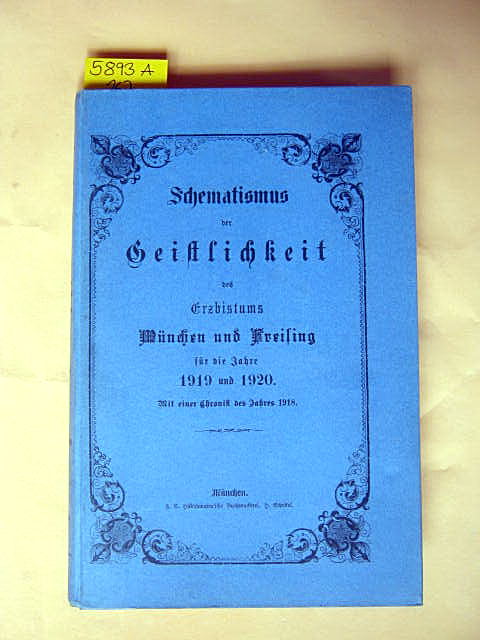 5893 A
Schematismus
der
Geistlichkeit
des
Erzbistums
München und Freising
für die Jahre
1919 und 1920.
Mit einer Chronik des Jahres 1918.
München.
Buchdruckerei.